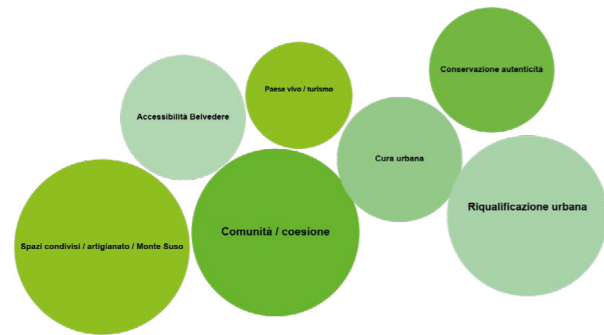 Conservazione autenticità
Paese vivo / turismo
Accessibilità Belvedere
Cura urbana
Riqualificazione urbana
Comunità / coesione
Spazi condivisi / artigianato / Monte Suso